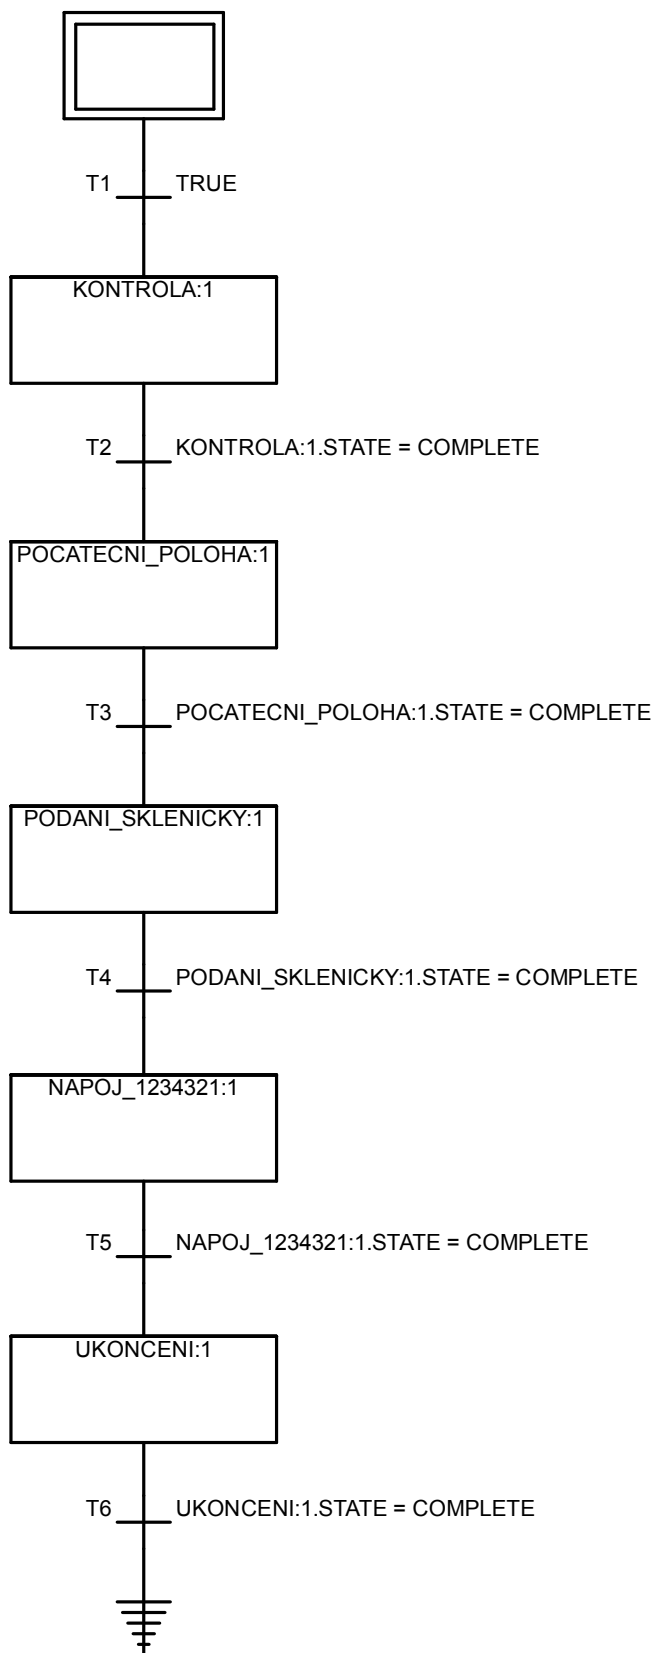 T1 TRUE
KONTROLA:1
T2 KONTROLA:1.STATE = COMPLETE
POCATECNI_POLOHA:1
T3 POCATECNI_POLOHA:1.STATE = COMPLETE
PODANI_SKLENICKY:1
T4 PODANI_SKLENICKY:1.STATE = COMPLETE
NAPOJ_1234321:1
T5 NAPOJ_1234321:1.STATE = COMPLETE
UKONCENI:1
T6 UKONCENI:1.STATE = COMPLETE